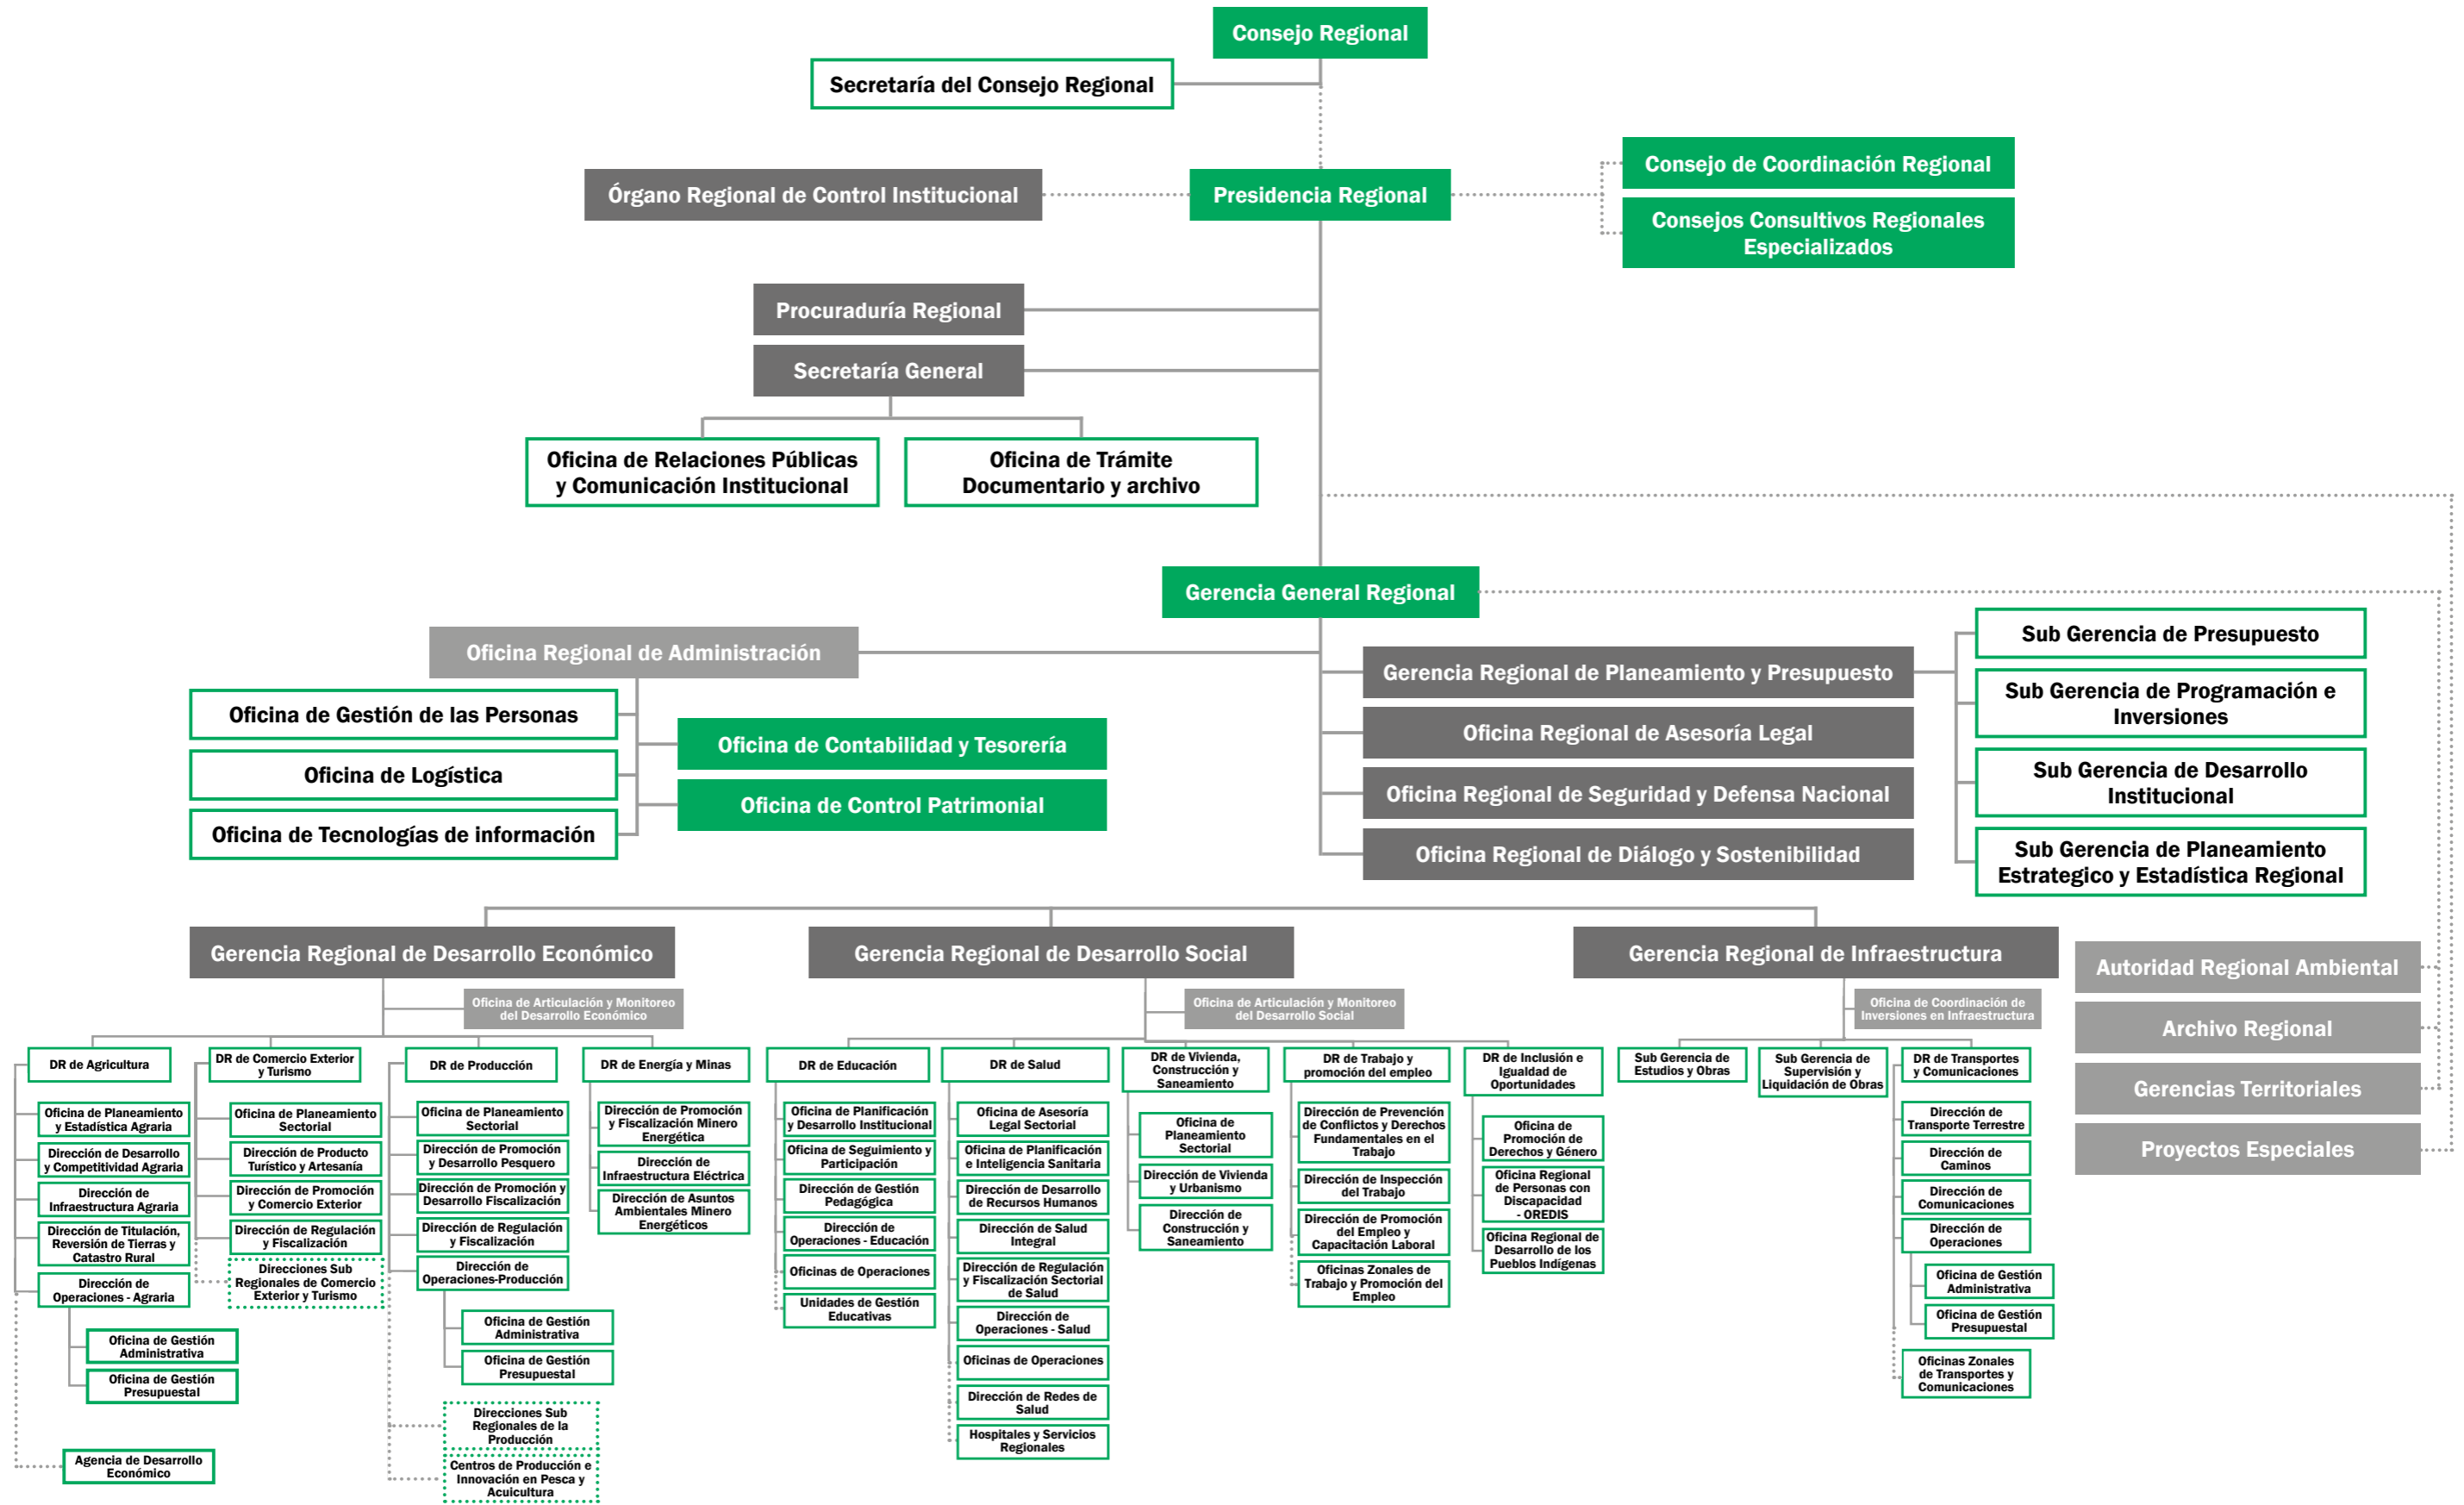 Consejo Regional
Secretaría del Consejo Regional
Consejo de Coordinación Regional
Órgano Regional de Control Institucional
Presidencia Regional
Consejos Consultivos Regionales
Especializados
Procuraduría Regional
Secretaría General
Oficina de Relaciones Públicas
y Comunicación Institucional
Oficina de Trámite
Documentario y archivo
Gerencia General Regional
Oficina Regional de Administración
Oficina de Gestión de las Personas
Oficina de Logística
Oficina de Tecnologías de información
Oficina de Contabilidad y Tesorería
Oficina de Control Patrimonial
Gerencia Regional de Planeamiento y Presupuesto
Oficina Regional de Asesoría Legal
Oficina Regional de Seguridad y Defensa Nacional
Oficina Regional de Diálogo y Sostenibilidad
Sub Gerencia de Presupuesto
Sub Gerencia de Programación e
Inversiones
Sub Gerencia de Desarrollo
Institucional
Sub Gerencia de Planeamiento
Estrategico y Estadística Regional
Gerencia Regional de Desarrollo Económico
Oficina de Articulación y Monitoreo
del Desarrollo Económico
DR de Agricultura
Oficina de Planeamiento
y Estadística Agraria
Dirección de Desarrollo
y Competitividad Agraria
Dirección de
Infraestructura Agraria
Dirección de Titulación,
Reversión de Tierras y
Catastro Rural
Dirección de
Operaciones - Agraria
Oficina de Gestión
Administrativa
Oficina de Gestión
Presupuestal
Agencia de Desarrollo
Económico
DR de Comercio Exterior
y Turismo
Oficina de Planeamiento
Sectorial
Dirección de Producto
Turístico y Artesanía
Dirección de Promoción
y Comercio Exterior
Dirección de Regulación
y Fiscalización
Direcciones Sub
Regionales de Comercio
Exterior y Turismo
DR de Producción
Oficina de Planeamiento
Sectorial
Dirección de Promoción
y Desarrollo Pesquero
Dirección de Promoción y
Desarrollo Fiscalización
Dirección de Regulación
y Fiscalización
Dirección de
Operaciones-Producción
Oficina de Gestión
Administrativa
Oficina de Gestión
Presupuestal
Direcciones Sub
Regionales de la
Producción
Centros de Producción e
Innovación en Pesca y
Acuicultura
DR de Energía y Minas
Dirección de Promoción
y Fiscalización Minero
Energética
Dirección de
Infraestructura Eléctrica
Dirección de Asuntos
Ambientales Minero
Energéticos
Gerencia Regional de Desarrollo Social
Oficina de Articulación y Monitoreo
del Desarrollo Social
DR de Educación
Oficina de Planificación
y Desarrollo Institucional
Oficina de Seguimiento y
Participación
Dirección de Gestión
Pedagógica
Dirección de
Operaciones - Educación
Oficinas de Operaciones
Unidades de Gestión
Educativas
DR de Salud
Oficina de Asesoría
Legal Sectorial
Oficina de Planificación
e Inteligencia Sanitaria
Dirección de Desarrollo
de Recursos Humanos
Dirección de Salud
Integral
Dirección de Regulación
y Fiscalización Sectorial
de Salud
Dirección de
Operaciones - Salud
Oficinas de Operaciones
Dirección de Redes de
Salud
Hospitales y Servicios
Regionales
DR de Vivienda,
Construcción y
Saneamiento
Oficina de
Planeamiento
Sectorial
Dirección de Vivienda
y Urbanismo
Dirección de
Construcción y
Saneamiento
DR de Trabajo y
promoción del empleo
Dirección de Prevención
de Conflictos y Derechos
Fundamentales en el
Trabajo
Dirección de Inspección
del Trabajo
Dirección de Promoción
del Empleo y
Capacitación Laboral
Oficinas Zonales de
Trabajo y Promoción del
Empleo
DR de Inclusión e
Igualdad de
Oportunidades
Oficina de
Promoción de
Derechos y Género
Oficina Regional
de Personas con
Discapacidad
- OREDIS
Oficina Regional de
Desarrollo de los
Pueblos Indígenas
Gerencia Regional de Infraestructura
Oficina de Coordinación de
Inversiones en Infraestructura
Sub Gerencia de
Estudios y Obras
Sub Gerencia de
Supervisión y
Liquidación de Obras
DR de Transportes
y Comunicaciones
Dirección de
Transporte Terrestre
Dirección de
Caminos
Dirección de
Comunicaciones
Dirección de
Operaciones
Oficina de Gestión
Administrativa
Oficina de Gestión
Presupuestal
Oficinas Zonales
de Transportes y
Comunicaciones
Autoridad Regional Ambiental
Archivo Regional
Gerencias Territoriales
Proyectos Especiales